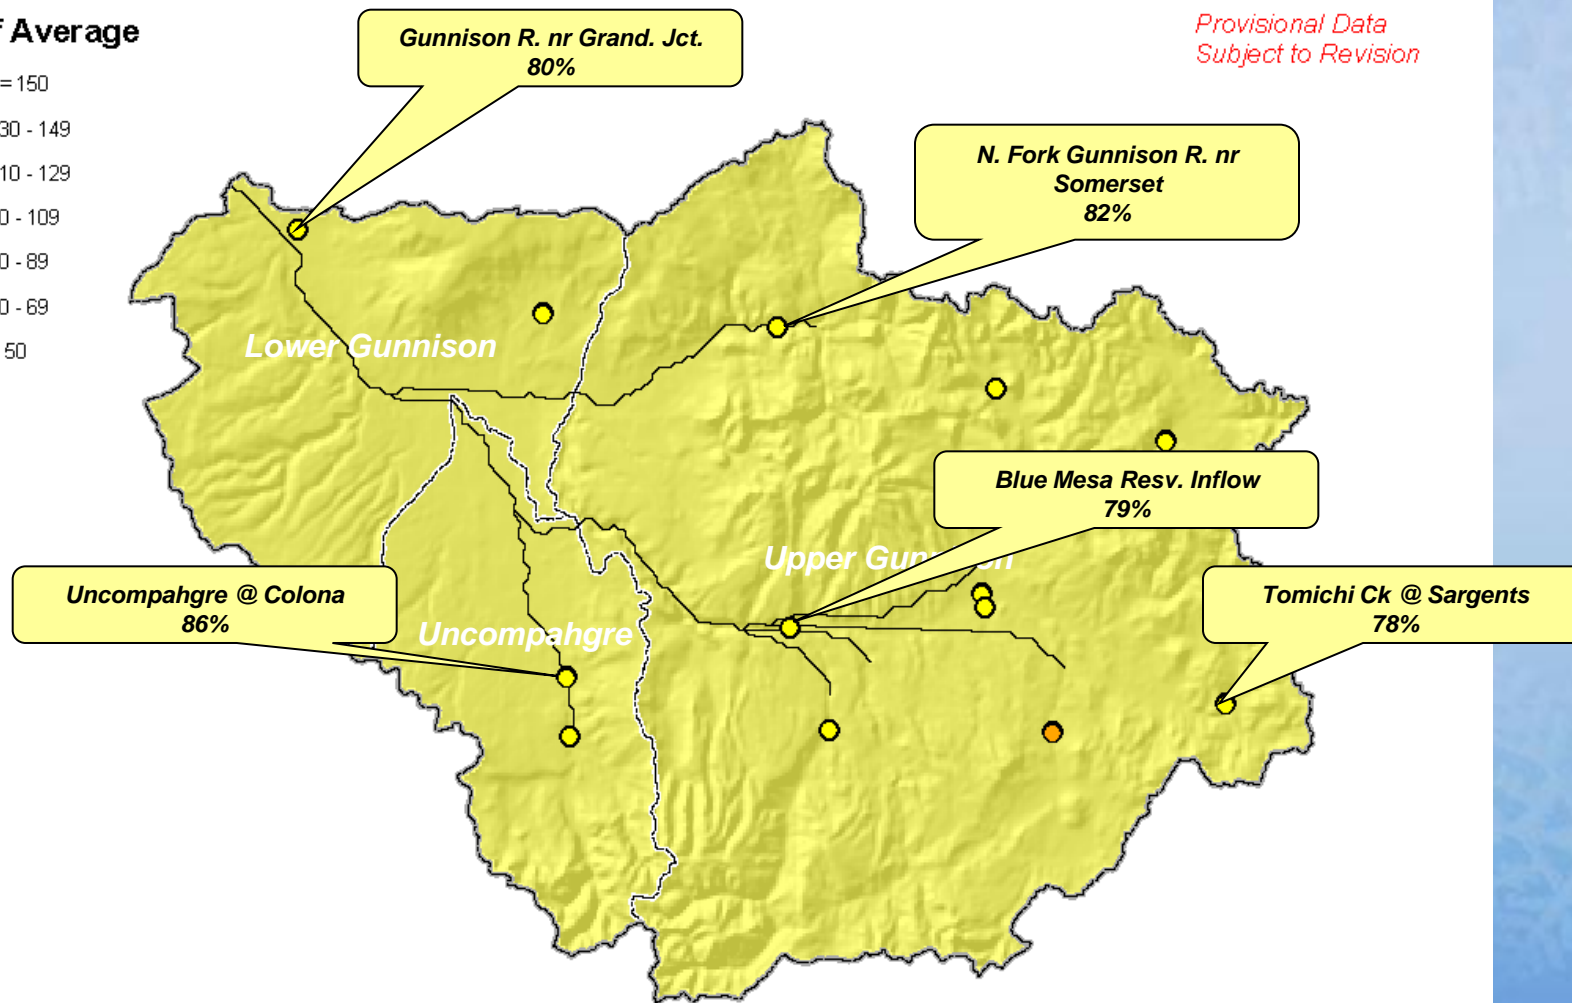 f Average
= 150
30 - 149
10 - 129
0 - 109
0 - 89
0 - 69
50
Gunnison R. nr Grand. Jct.
80%
Provisional Data
Subject to Revision
N. Fork Gunnison R. nr
Somerset
82%
Lower Gunnison
Blue Mesa Resv. Inflow
79%
Upper Gunn on
Uncompahgre @ Colona
86%
Uncompahgre
Tomichi Ck @ Sargents
78%